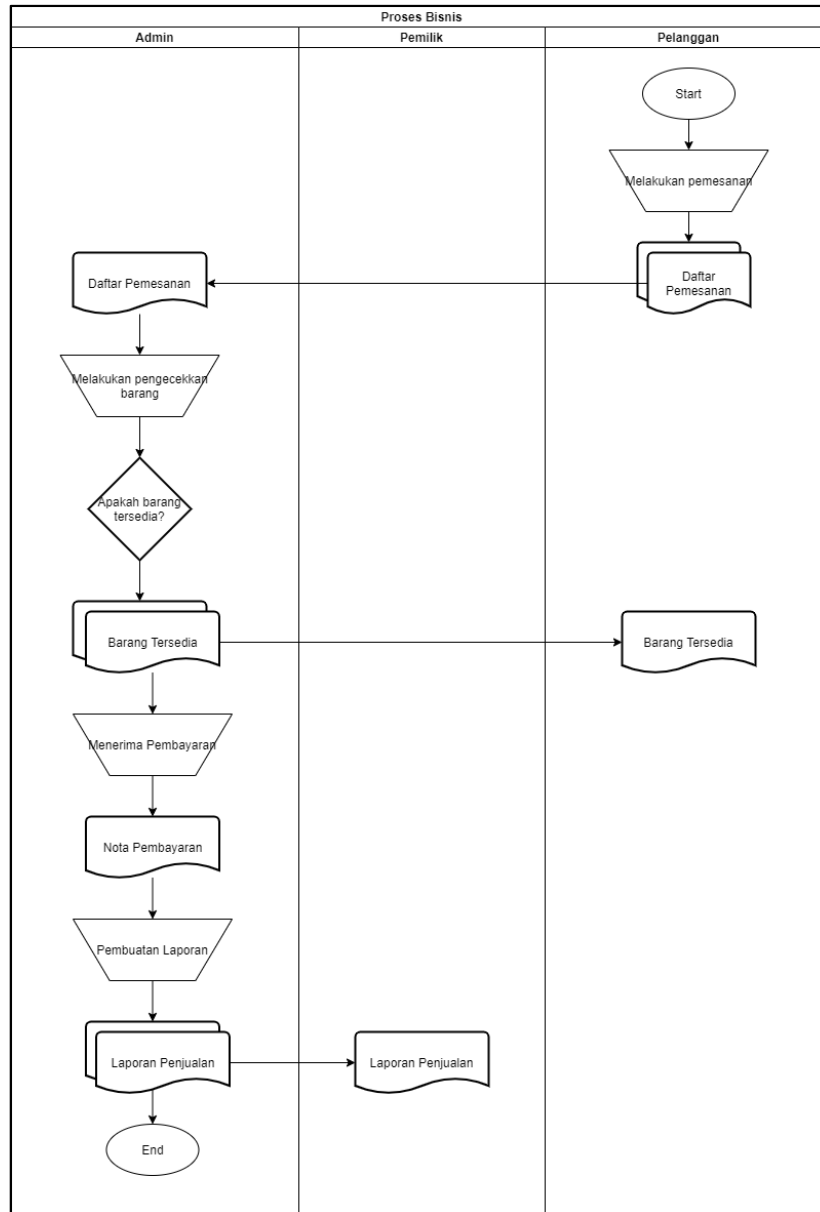 Proses Bisnis
Admin
Pemilik
Pelanggan
Start
Melakukan pemesanan
Daftar Pemesanan
Daftar
Pemesanan
Melakukan pengecekkan
barang
Apakah barang
tersedia?
Barang Tersedia
Barang Tersedia
Menerima Pembayaran
Nota Pembayaran
Pembuatan Laporan
Laporan Penjualan
Laporan Penjualan
End